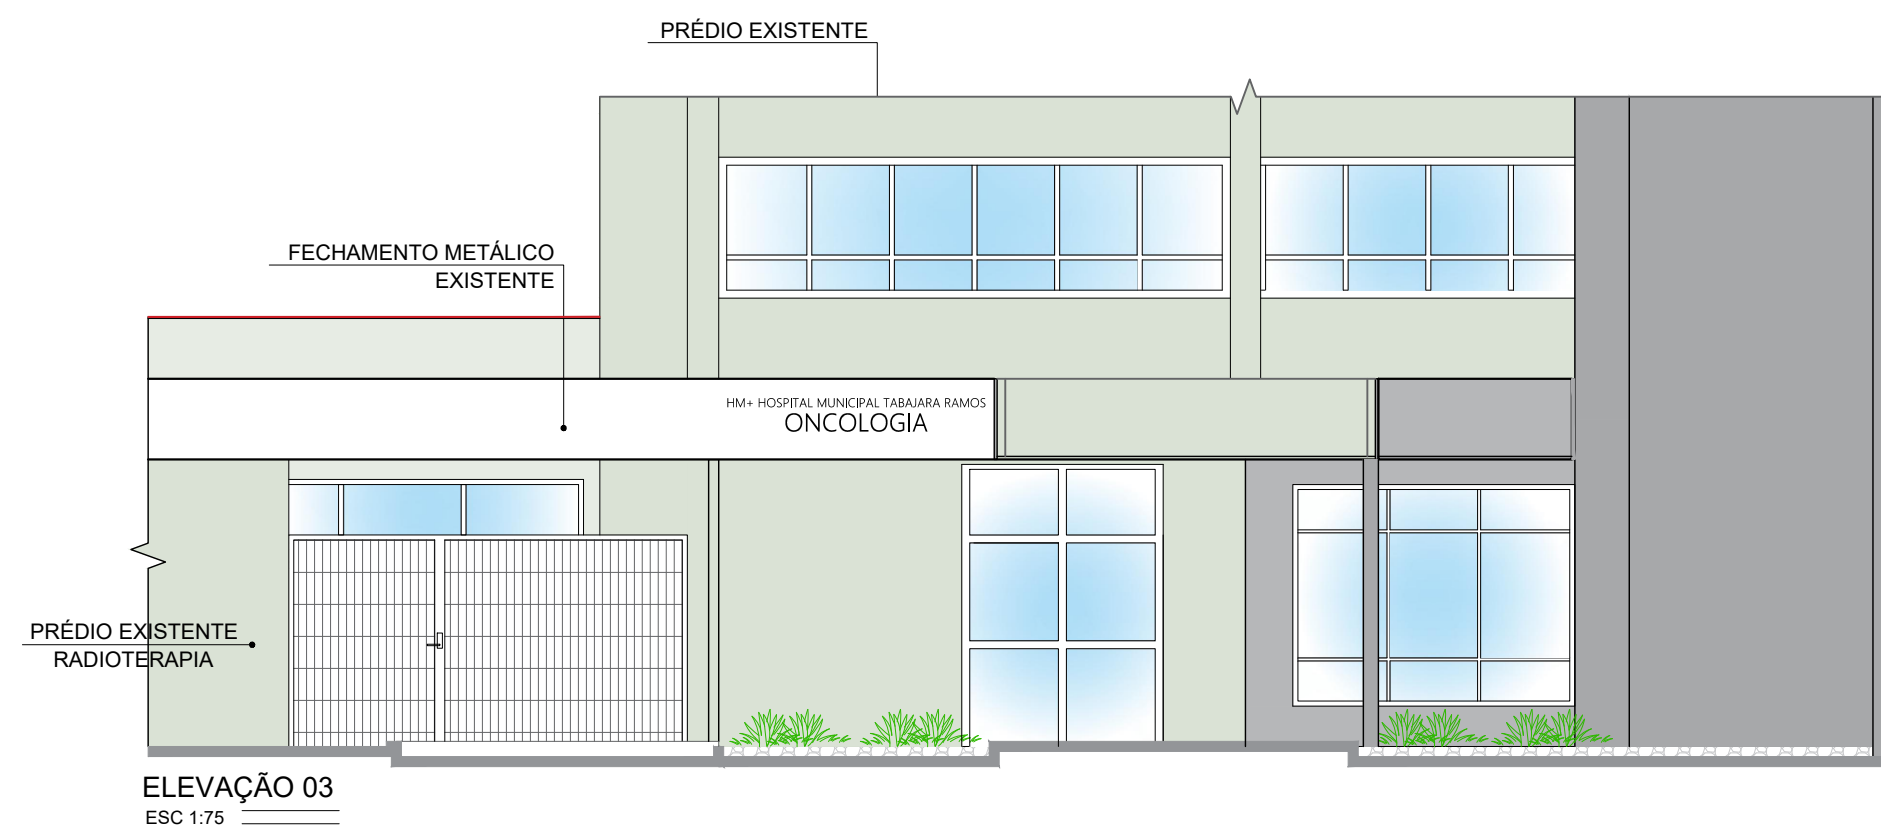 PRÉDIO EXISTENTE
FECHAMENTO METÁLICO
EXISTENTE
HM+ HOSPITAL MUNICIPAL TABAJARA RAMOS
ONCOLOGIA
PRÉDIO EXISTENTE
RADIOTERAPIA
ELEVAÇÃO 03
ESC 1:75